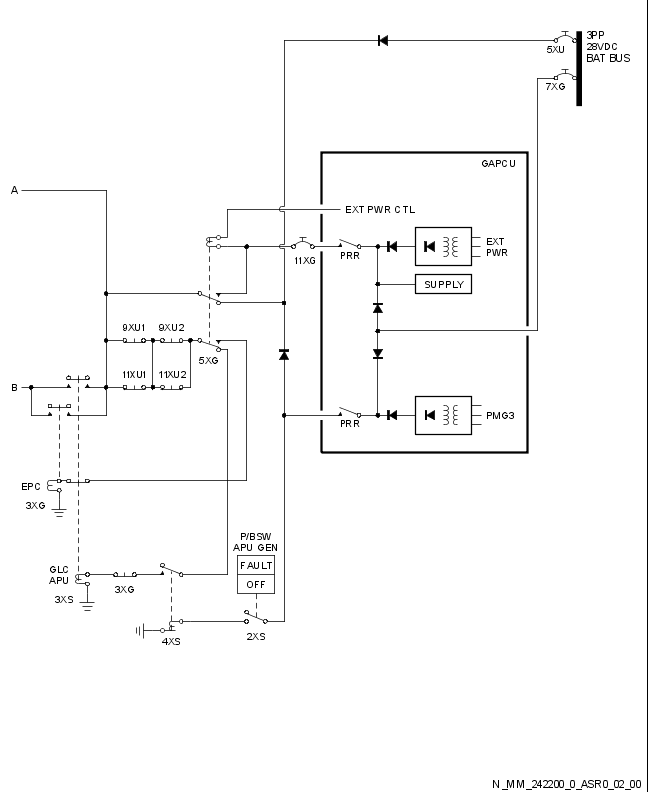 3PP
28VDC
BAT BUS
5XU
7XG
GAPCU
A
EXT PWR CTL
EXT
PWR
11XG
PRR
SUPPLY
9XU1
9XU2
5XG
11XU1
11XU2
B
PRR
PMG3
EPC
3XG
P/BSW
APU GEN
FAULT
OFF
GLC
APU
3XG
3XS
4XS
2XS
N_MM_242200_0_ASR0_02_00